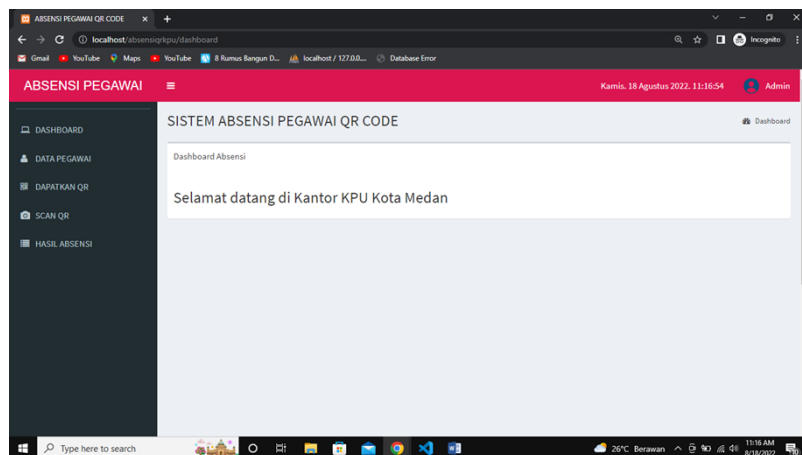 ABSENSI PEGAWAI QR CODE
localhost/absensiqrkpu/dashboard
Incognito
Gmail YouTube Maps YouTube 8 Rumus Bangun D... localhost / 127.0.0.... Database Error
ABSENSI PEGAWAI
Kamis. 18 Agustus 2022. 11:16:54
Admin
SISTEM ABSENSI PEGAWAI QR CODE
Dashboard
DASHBOARD
DATA PEGAWAI
DAPATKAN QR
SCAN QR
HASIL ABSENSI
Dashboard Absensi
Selamat datang di Kantor KPU Kota Medan
Type here to search
26°C Berawan
11:16 AM
8/18/2022